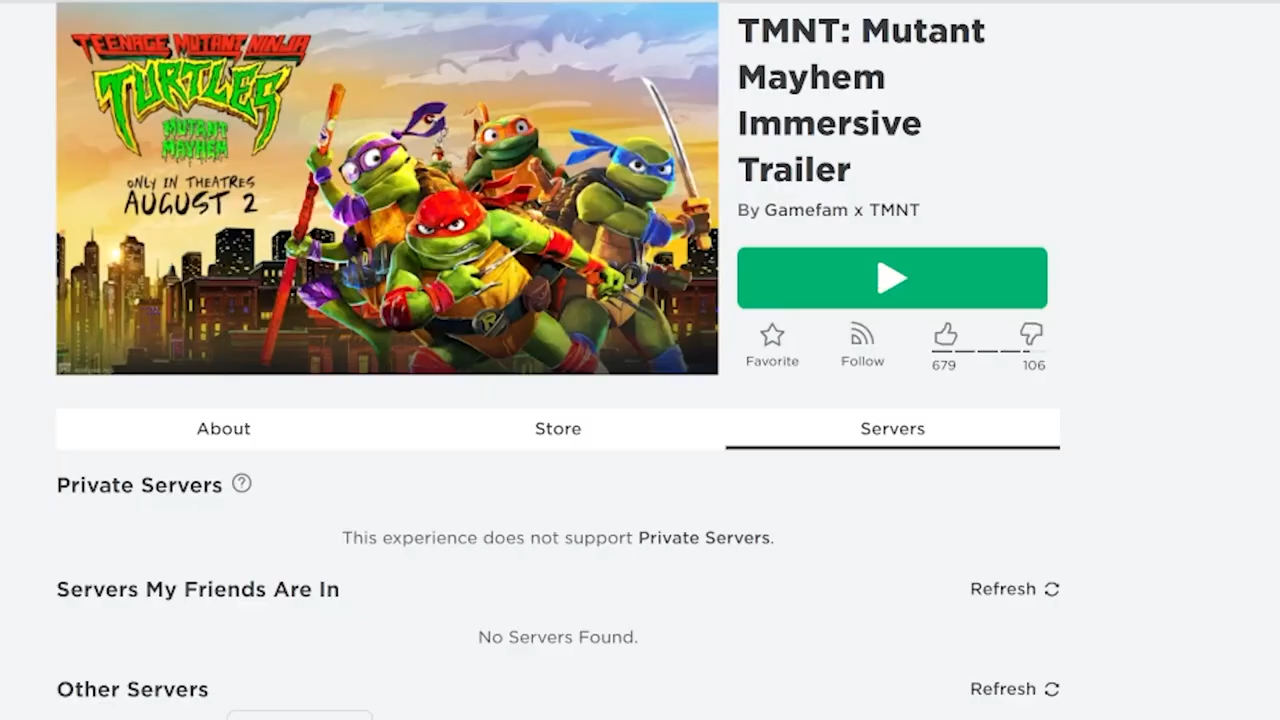 TEENAGE MUTANT NINJA
TURTLES
MUTANT
MAYHEM
ONLY IN THEATRES
AUGUST 2
R
TMNT: Mutant
Mayhem
Immersive
Trailer
By Gamefam x TMNT
Favorite
Follow
679
106
About
Store
Servers
Private Servers
This experience does not support Private Servers.
Servers My Friends Are In
Refresh
No Servers Found.
Other Servers
Refresh